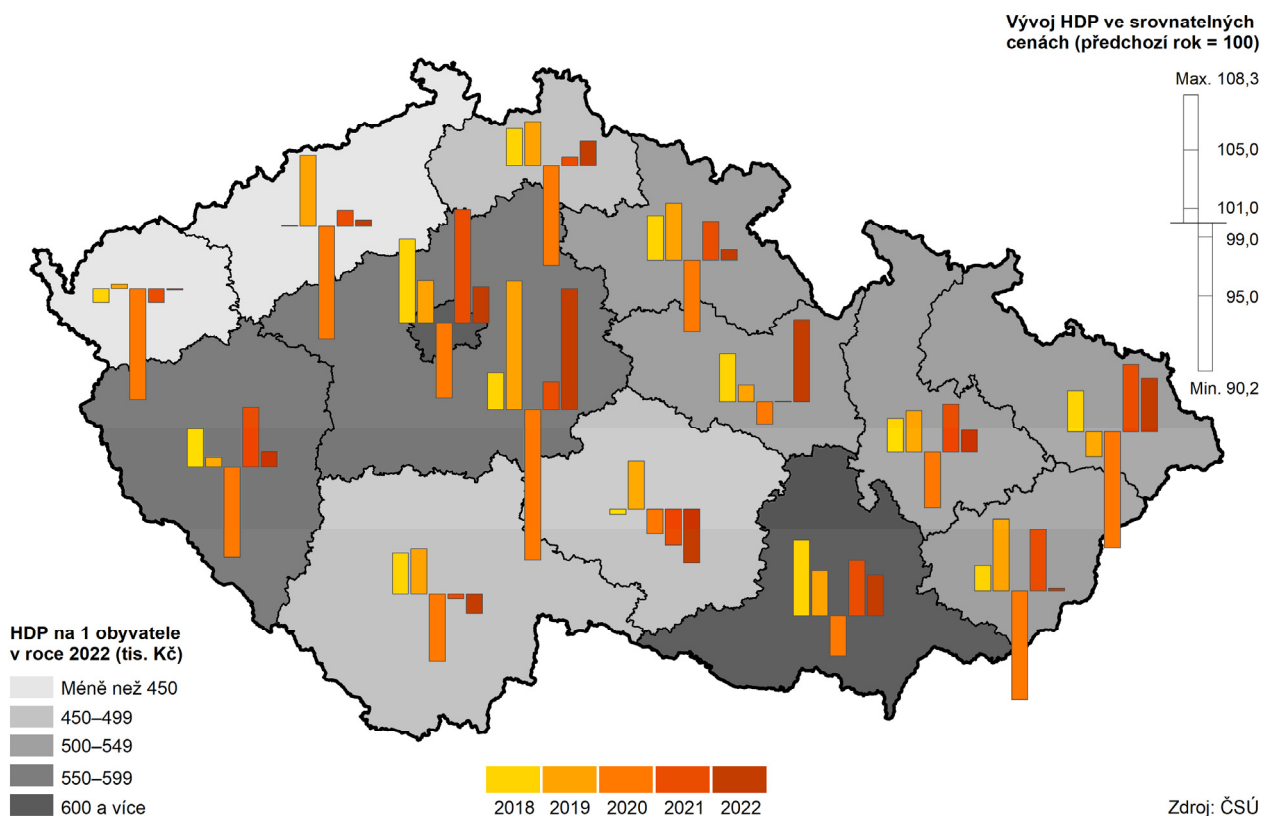 Vývoj HDP ve srovnatelných
cenách (předchozí rok = 100)
Max. 108,3
105,0
101,0
99,0
95,0
Min. 90,2
HDP na 1 obyvatele
v roce 2022 (tis. Kč)
Méně než 450
450–499
500–549
550–599
600 a více
2018 2019 2020 2021 2022
Zdroj: ČSÚ